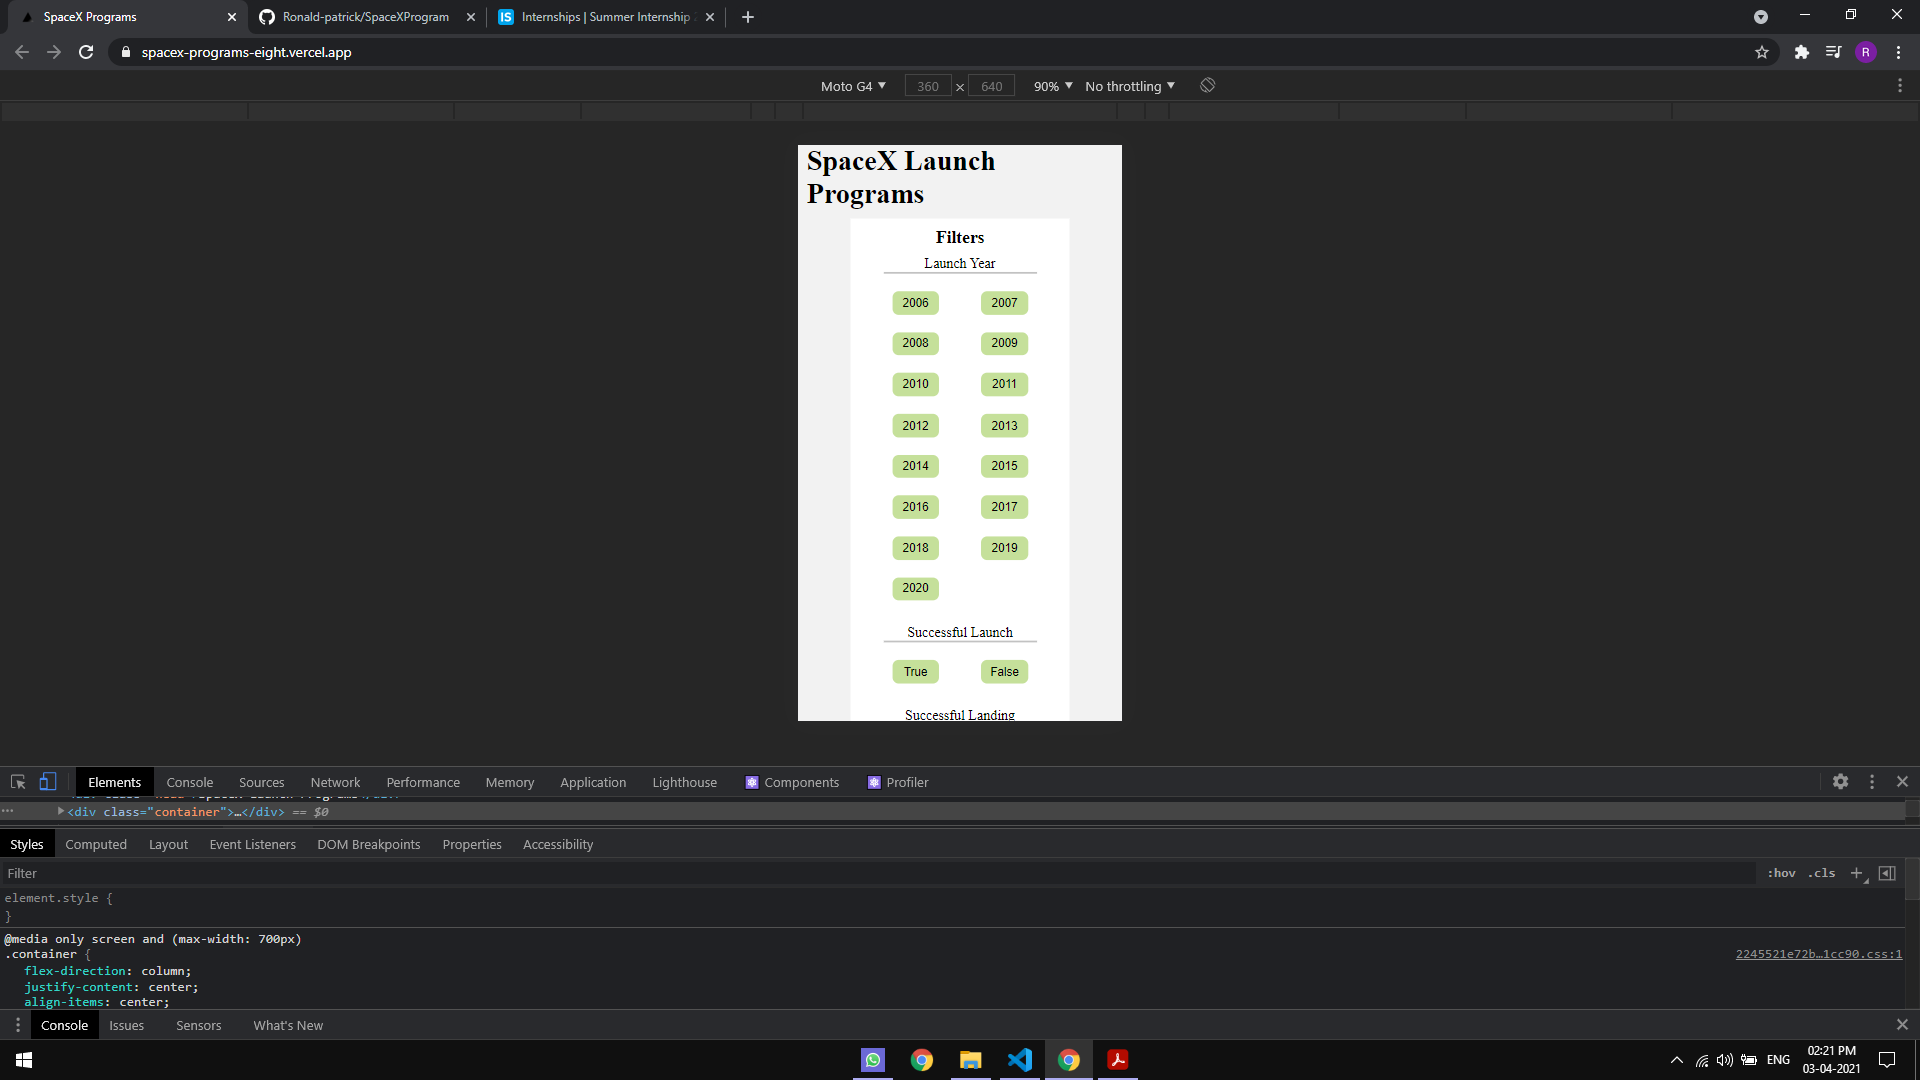 SpaceX Programs
Ronald-patrick/SpaceXProgram
IS Internships | Summer Internship
spacex-programs-eight.vercel.app
R
Moto G4 360 × 640 90% No throttling
SpaceX Launch
Programs
Filters
Launch Year
2006 2007
2008 2009
2010 2011
2012 2013
2014 2015
2016 2017
2018 2019
2020
Successful Launch
True False
Successful Landing
Elements Console Sources Network Performance Memory Application Lighthouse Components Profiler
<div class="container">…</div> == $0
Styles Computed Layout Event Listeners DOM Breakpoints Properties Accessibility
Filter :hov .cls
element.style {
}
@media only screen and (max-width: 700px)
.container { 2245521e72b…1cc90.css:1
flex-direction: column;
justify-content: center;
align-items: center;
Console Issues Sensors What's New
ENG 02:21 PM
03-04-2021